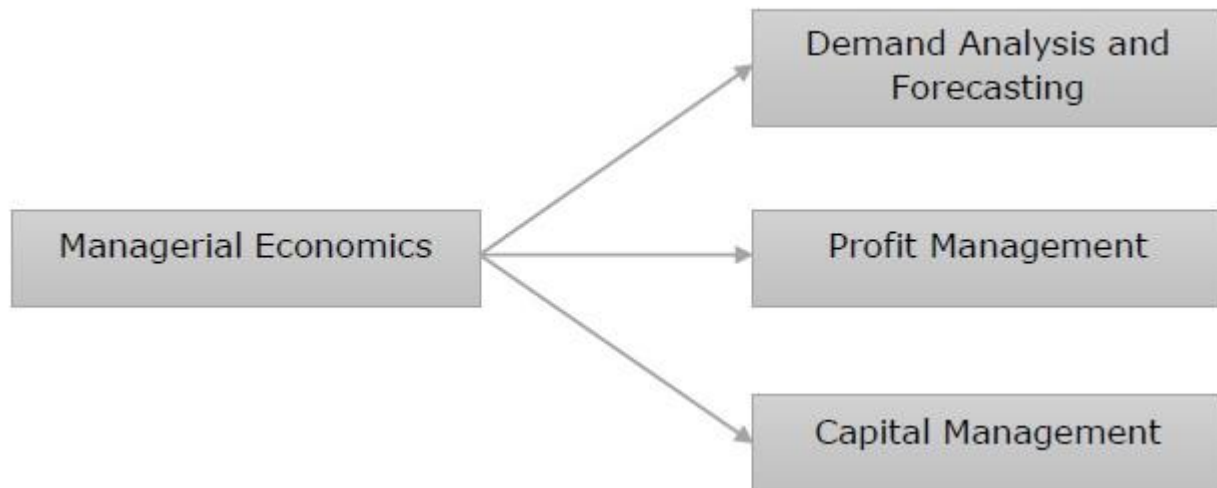 Demand Analysis and
Forecasting
Managerial Economics
Profit Management
Capital Management